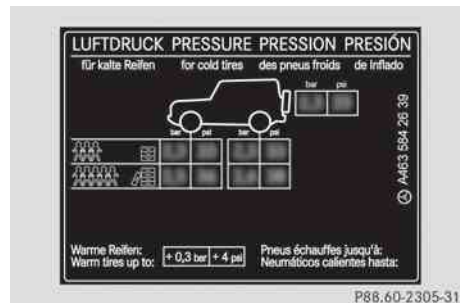 LUFTDRUCK PRESSURE PRESSION PRESIÓN
für kalte Reifen for cold tires des pneus froids de Inflado
bar psi
bar psi bar psi
A463 584 26 39
Warme Reifen:
Warm tires up to:
+ 0,3 bar + 4 psi
Pneus échauffes jusqu'à:
Neumáticos calientes hasta:
P88.60-2305-31